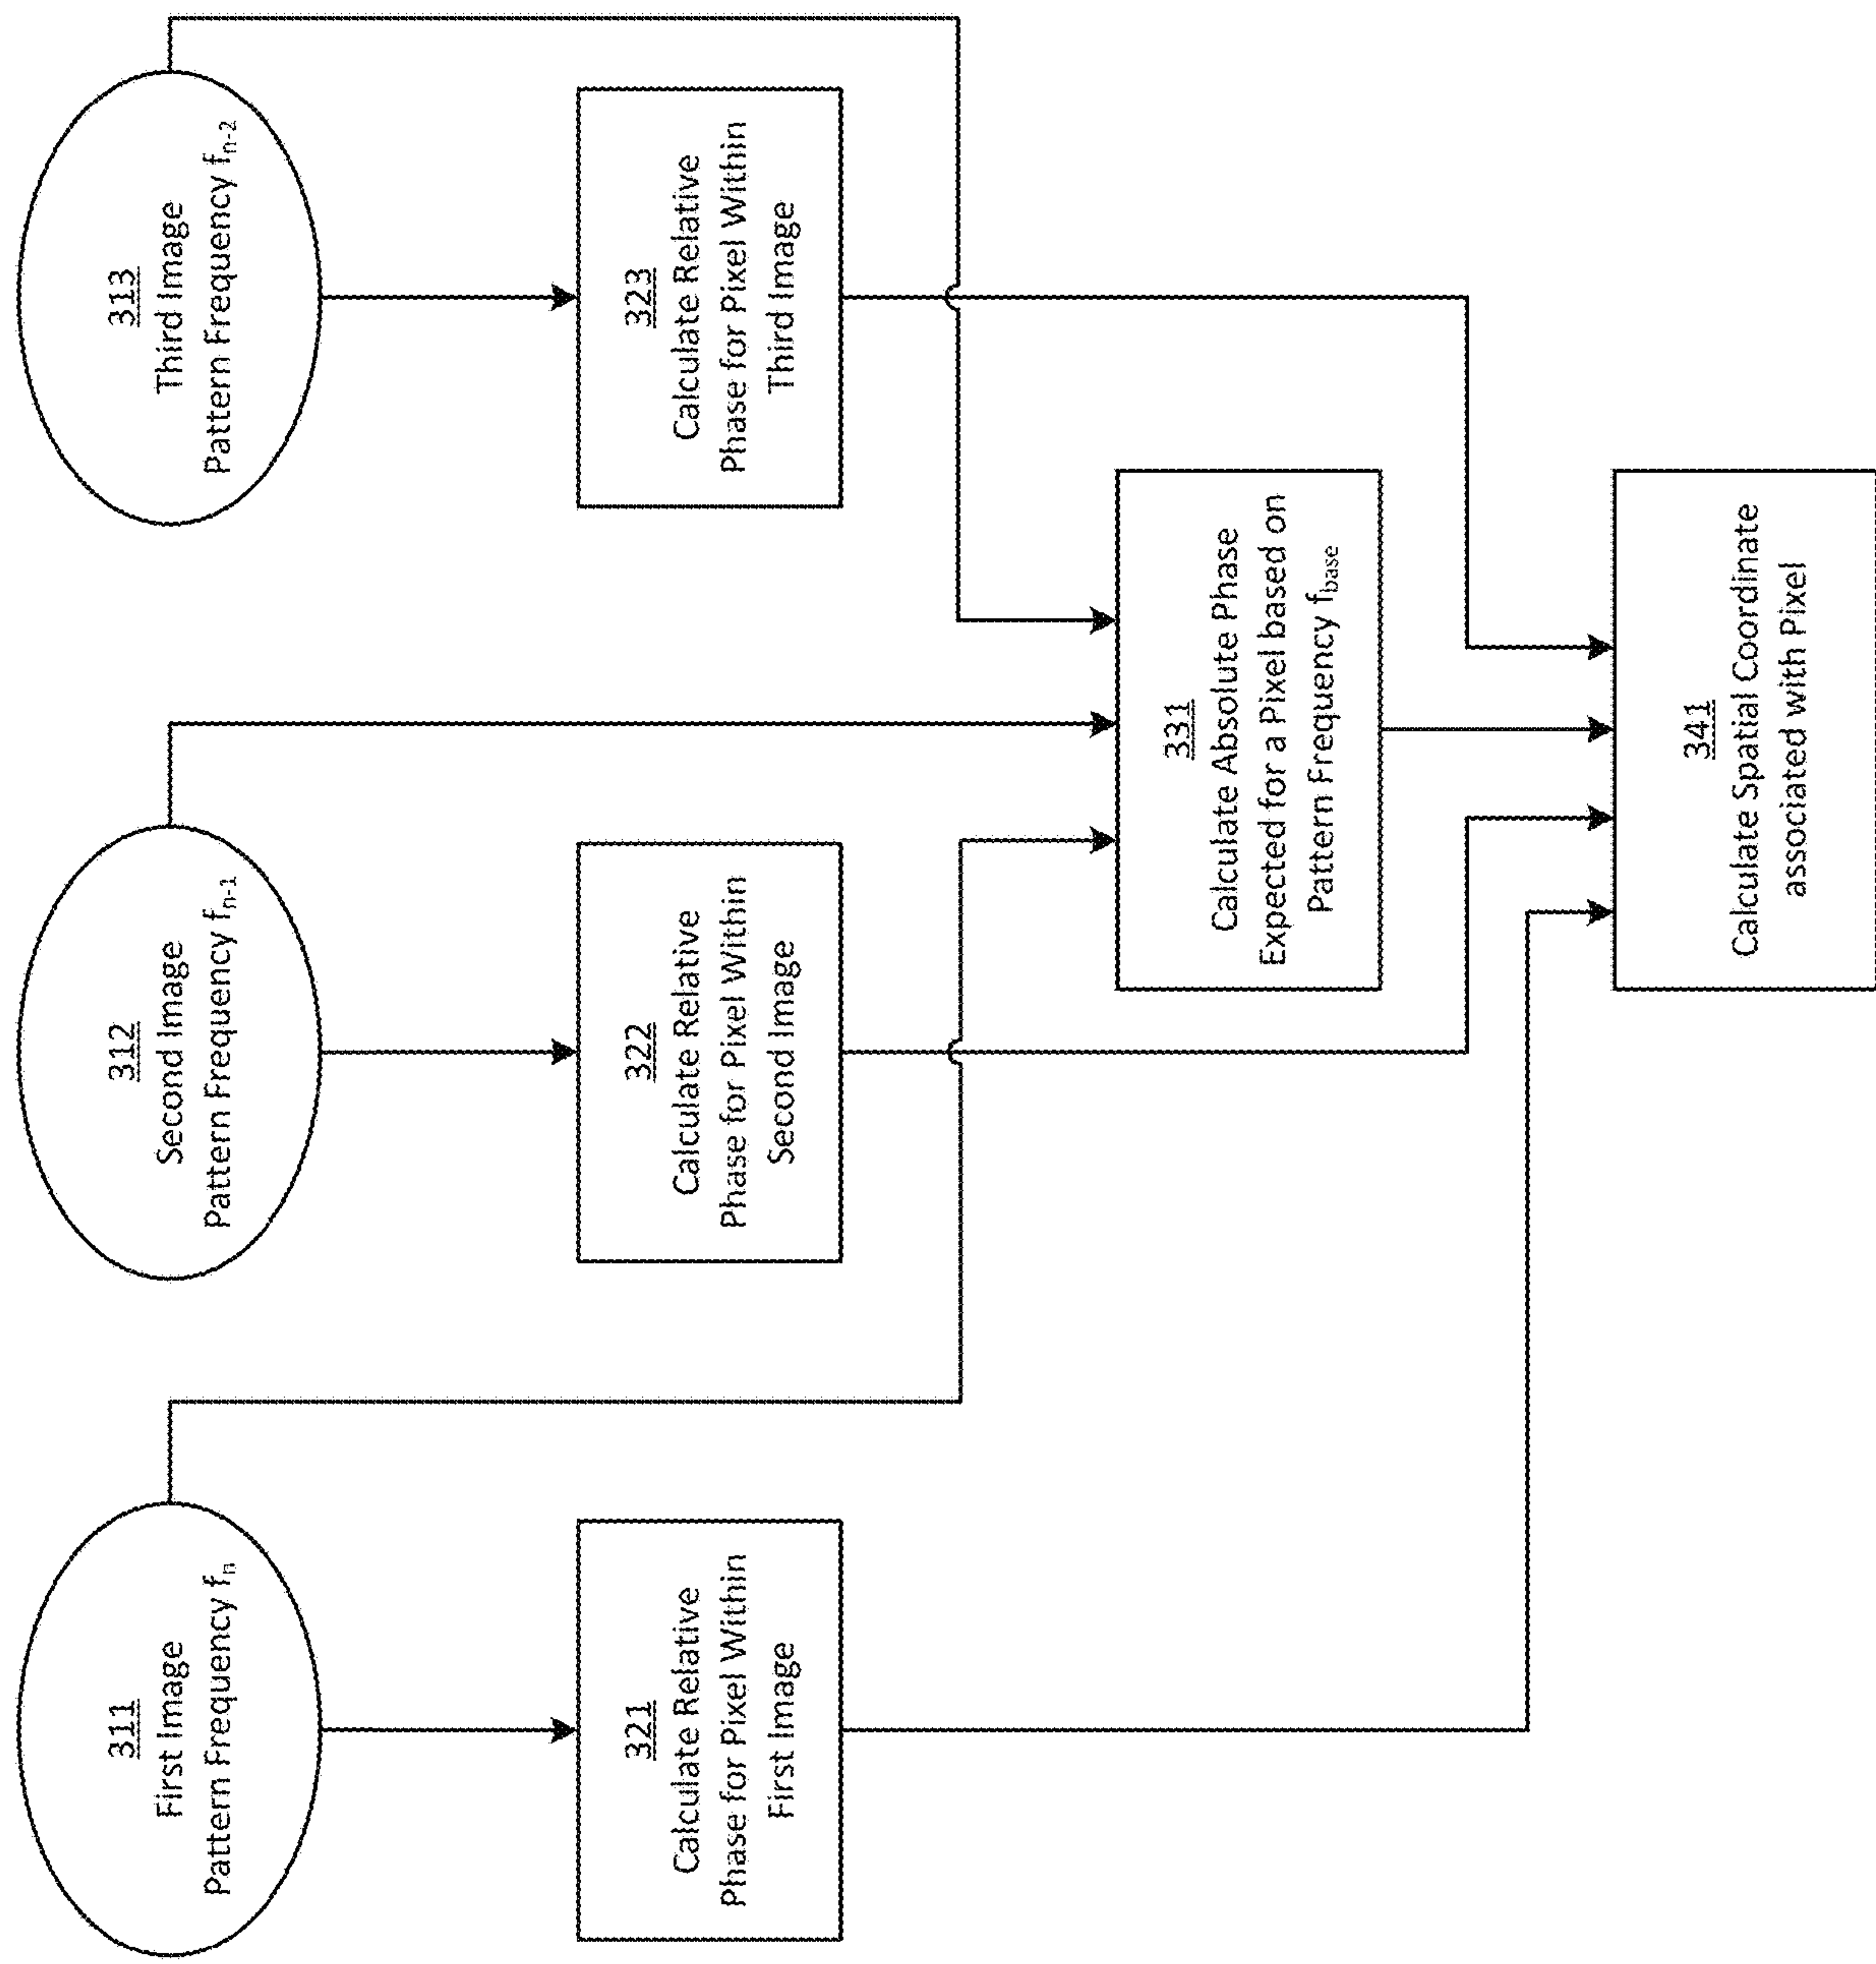 311
First Image
Pattern Frequency fn
312
Second Image
Pattern Frequency fn-1
313
Third Image
Pattern Frequency fn-2
321
Calculate Relative
Phase for Pixel Within
First Image
322
Calculate Relative
Phase for Pixel Within
Second Image
323
Calculate Relative
Phase for Pixel Within
Third Image
331
Calculate Absolute Phase
Expected for a Pixel based on
Pattern Frequency fbase
341
Calculate Spatial Coordinate
associated with Pixel